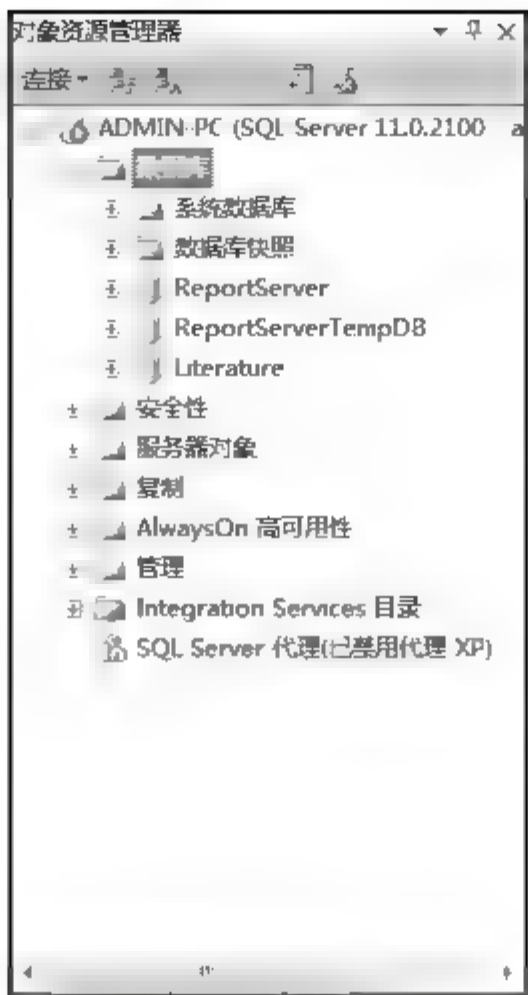 对象资源管理器
连接
ADMIN-PC (SQL Server 11.0.2100 a
系统数据库
数据库快照
ReportServer
ReportServerTempDB
Literature
安全性
服务器对象
复制
AlwaysOn 高可用性
管理
Integration Services 目录
SQL Server 代理(已禁用代理 XP)